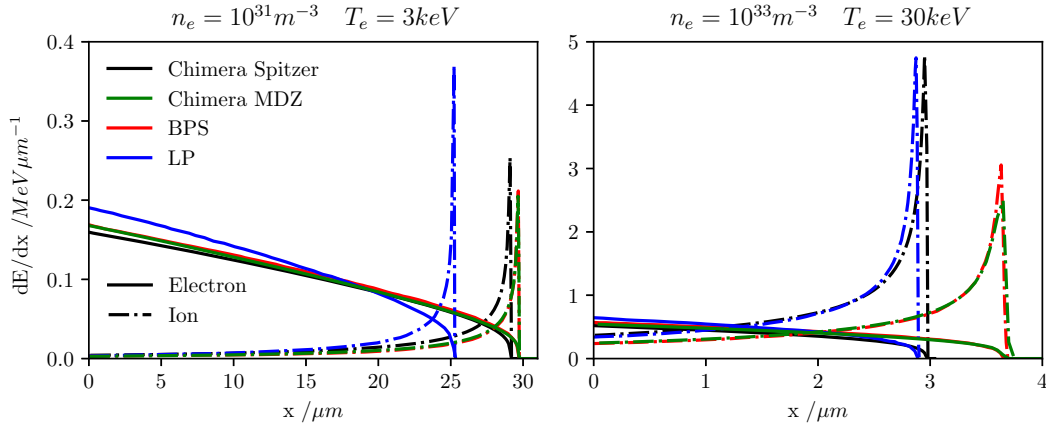 n_e = 10^{31}m^{-3} T_e = 3keV
n_e = 10^{33}m^{-3} T_e = 30keV
dE/dx /MeVμm^{-1}
0.4
0.3
0.2
0.1
0.0
Chimera Spitzer
Chimera MDZ
BPS
LP
Electron
Ion
0 5 10 15 20 25 30
x /μm
5
4
3
2
1
0
0 1 2 3 4
x /μm